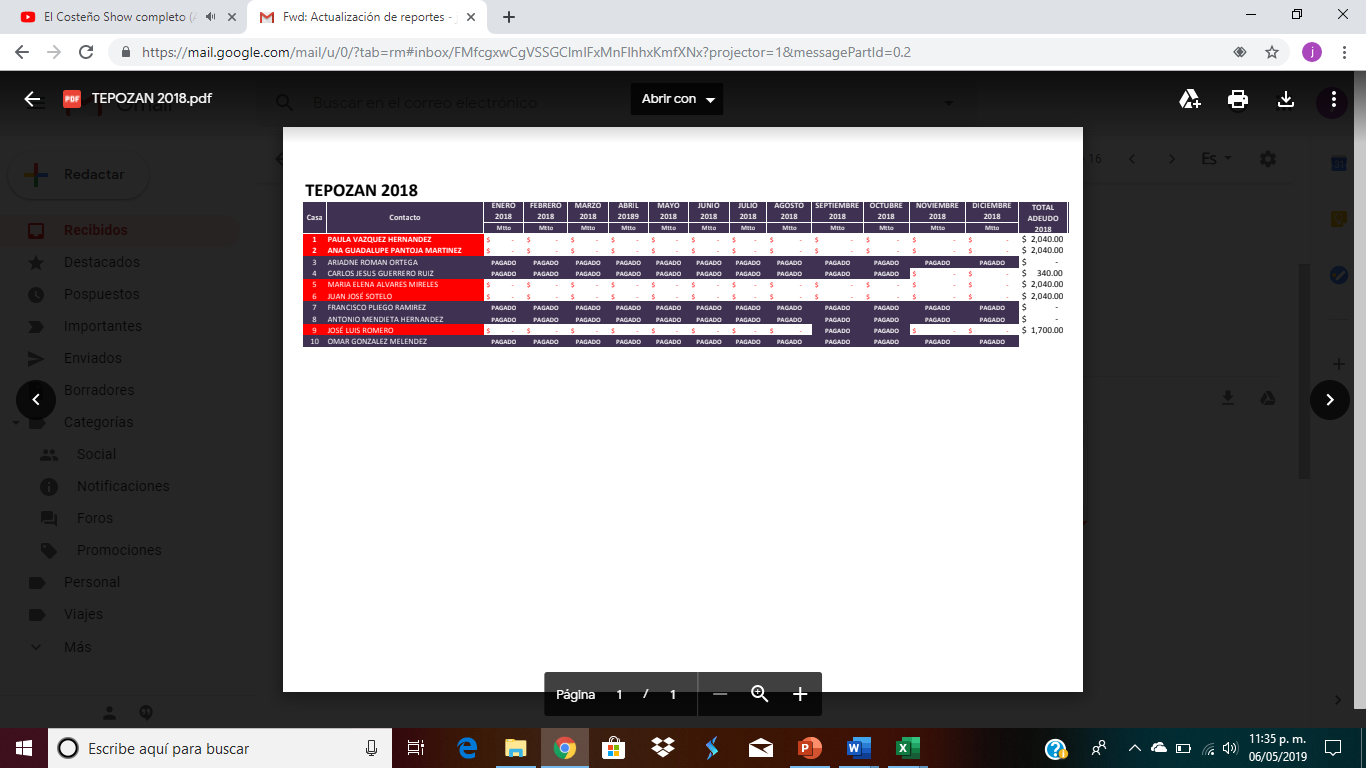 El Costeño Show completo (A
Fwd: Actualización de reportes - j
https://mail.google.com/mail/u/0/?tab=rm#inbox/FMfcgxwCgVSSGClmlFxMnFlhhxKmfXNx?projector=1&messagePartId=0.2
j
PDF TEPOZAN 2018.pdf
Buscar en el correo electrónico
Abrir con
Redactar
16
Es
Recibidos
Destacados
Pospuestos
Importantes
Enviados
Borradores
Categorías
Social
Notificaciones
Foros
Promociones
Personal
Viajes
Más
TEPOZAN 2018
Casa Contacto ENERO 2018 FEBRERO 2018 MARZO 2018 ABRIL 20189 MAYO 2018 JUNIO 2018 JULIO 2018 AGOSTO 2018 SEPTIEMBRE 2018 OCTUBRE 2018 NOVIEMBRE 2018 DICIEMBRE 2018 TOTAL ADEUDO 2018
Mtto Mtto Mtto Mtto Mtto Mtto Mtto Mtto Mtto Mtto Mtto Mtto
1 PAULA VAZQUEZ HERNANDEZ $ - $ - $ - $ - $ - $ - $ - $ - $ - $ - $ - $ - $ 2,040.00
2 ANA GUADALUPE PANTOJA MARTINEZ $ - $ - $ - $ - $ - $ - $ - $ - $ - $ - $ - $ - $ 2,040.00
3 ARIADNE ROMAN ORTEGA PAGADO PAGADO PAGADO PAGADO PAGADO PAGADO PAGADO PAGADO PAGADO PAGADO PAGADO PAGADO $ -
4 CARLOS JESUS GUERRERO RUIZ PAGADO PAGADO PAGADO PAGADO PAGADO PAGADO PAGADO PAGADO PAGADO PAGADO $ - $ - $ 340.00
5 MARIA ELENA ALVARES MIRELES $ - $ - $ - $ - $ - $ - $ - $ - $ - $ - $ - $ - $ 2,040.00
6 JUAN JOSÉ SOTELO $ - $ - $ - $ - $ - $ - $ - $ - $ - $ - $ - $ - $ 2,040.00
7 FRANCISCO PLIEGO RAMIREZ PAGADO PAGADO PAGADO PAGADO PAGADO PAGADO PAGADO PAGADO PAGADO PAGADO PAGADO PAGADO $ -
8 ANTONIO MENDIETA HERNANDEZ PAGADO PAGADO PAGADO PAGADO PAGADO PAGADO PAGADO PAGADO PAGADO PAGADO PAGADO PAGADO $ -
9 JOSÉ LUIS ROMERO $ - $ - $ - $ - $ - $ - $ - $ - PAGADO PAGADO $ - $ - $ 1,700.00
10 OMAR GONZALEZ MELENDEZ PAGADO PAGADO PAGADO PAGADO PAGADO PAGADO PAGADO PAGADO PAGADO PAGADO PAGADO PAGADO
Página 1 / 1
Escribe aquí para buscar
11:35 p. m.
06/05/2019